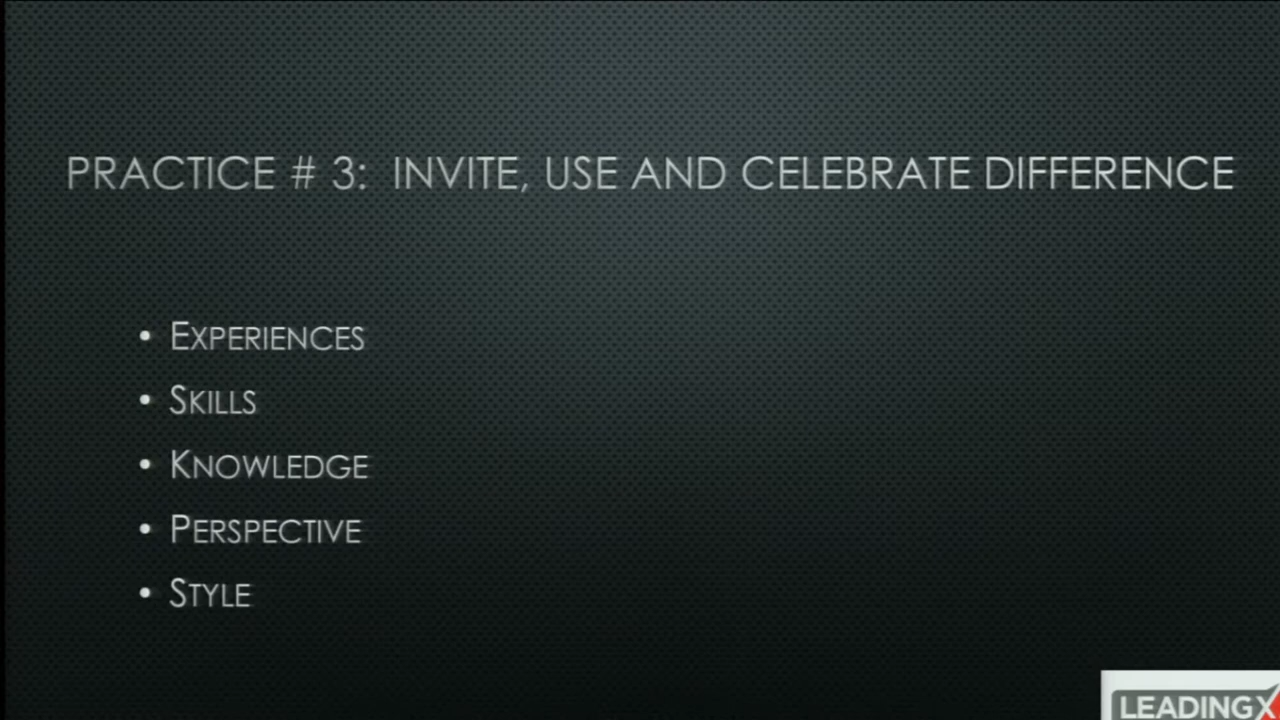 PRACTICE # 3: INVITE, USE AND CELEBRATE DIFFERENCE
• EXPERIENCES
• SKILLS
• KNOWLEDGE
• PERSPECTIVE
• STYLE
LEADINGX